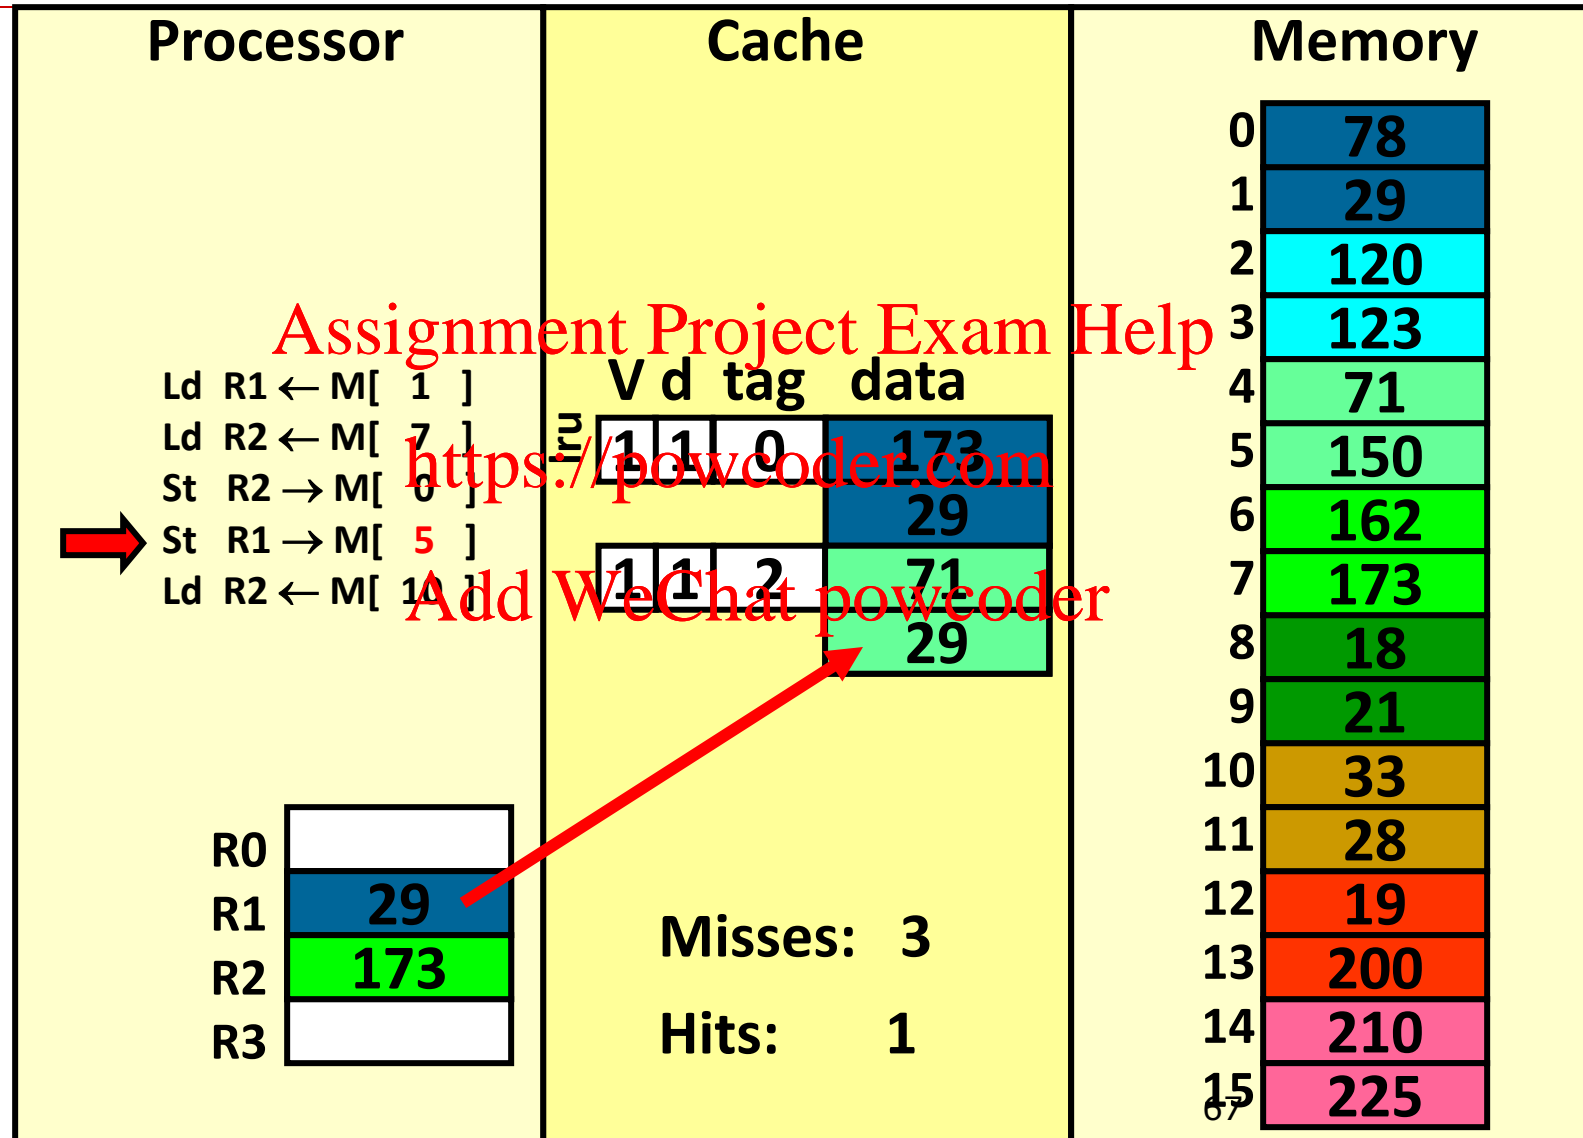 Processor
Cache
Memory
0 78
1 29
2 120
3 123
4 71
5 150
6 162
7 173
8 18
9 21
10 33
11 28
12 19
13 200
14 210
15 225
Assignment Project Exam Help
https://powcoder.com
Add WeChat powcoder
Ld R1 ← M[ 1 ]
Ld R2 ← M[ 7 ]
St R2 → M[ 0 ]
St R1 → M[ 5 ]
Ld R2 ← M[ 10 ]
V d tag data
lru
1 1 0 173
29
1 1 2 71
29
R0
R1 29
R2 173
R3
Misses: 3
Hits: 1
67